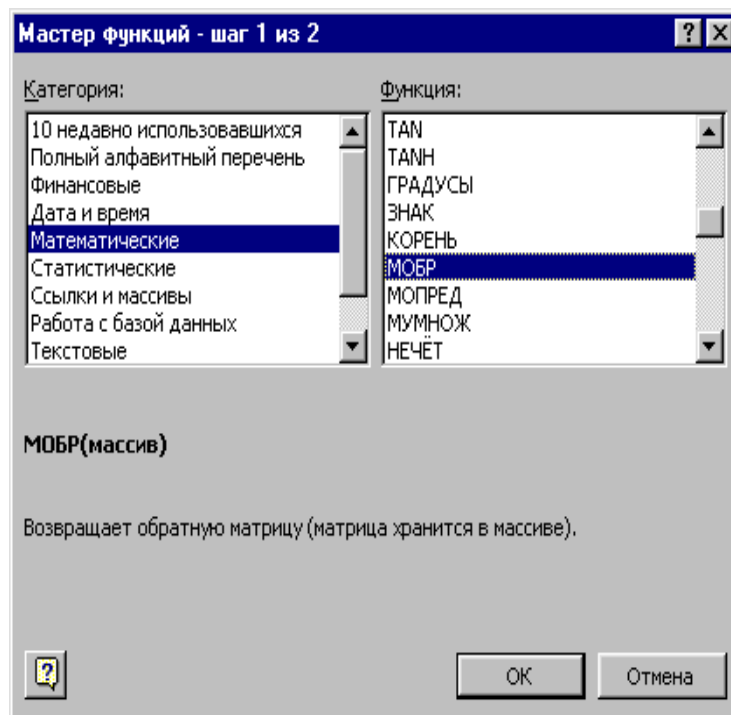 Мастер функций - шаг 1 из 2
Категория:
Функция:
10 недавно использовавшихся
Полный алфавитный перечень
Финансовые
Дата и время
Математические
Статистические
Ссылки и массивы
Работа с базой данных
Текстовые
TAN
TANH
ГРАДУСЫ
ЗНАК
КОРЕНЬ
МОБР
МОПРЕД
МУМНОЖ
НЕЧЁТ
МОБР(массив)
Возвращает обратную матрицу (матрица хранится в массиве).
ОК
Отмена